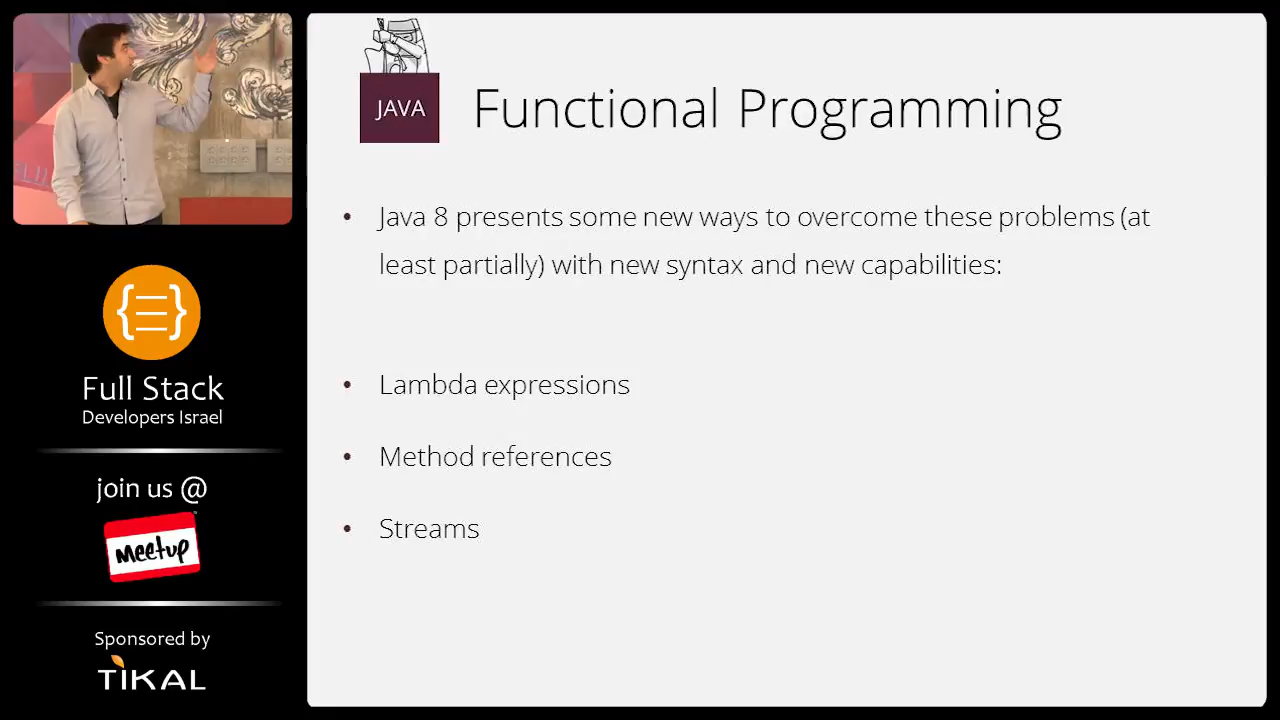 JAVA
Functional Programming
• Java 8 presents some new ways to overcome these problems (at
least partially) with new syntax and new capabilities:
• Lambda expressions
• Method references
• Streams
{ }
Full Stack
Developers Israel
join us @
meetup
Sponsored by
TIKAL